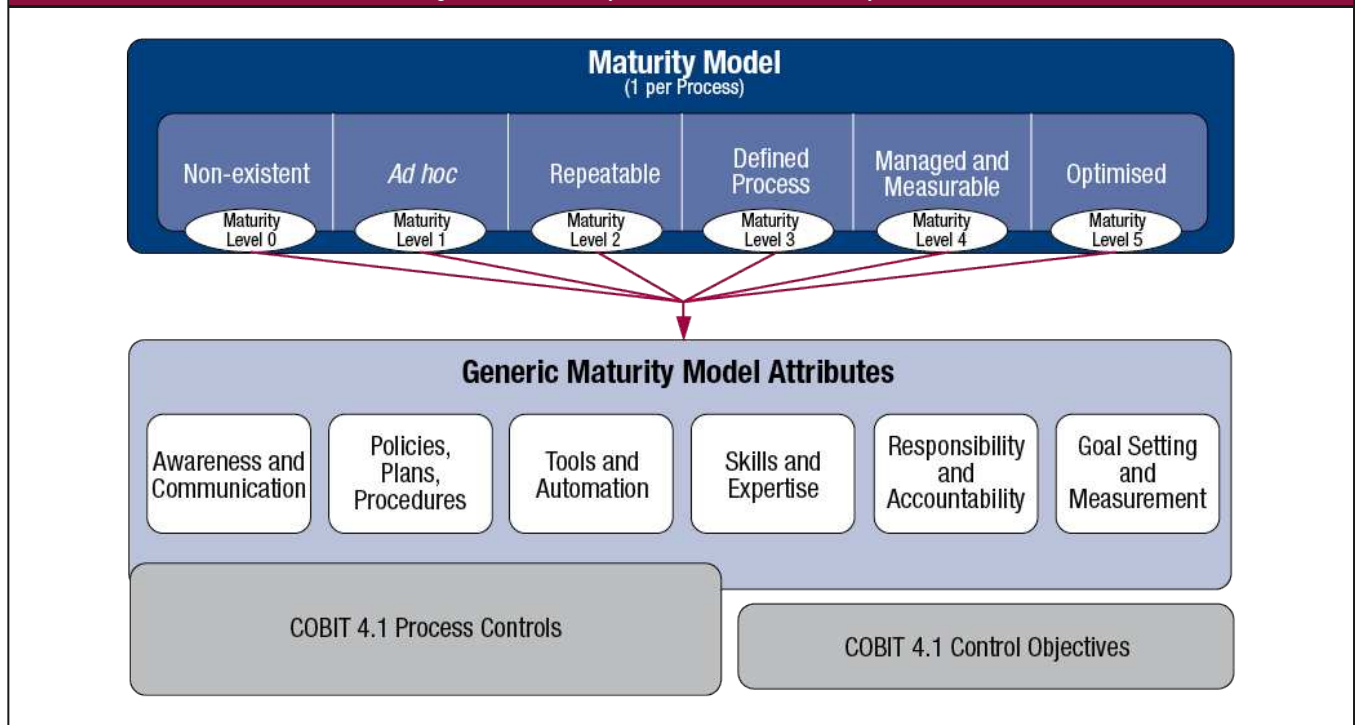 Maturity Model
(1 per Process)
Non-existent
Ad hoc
Repeatable
Defined
Process
Managed and
Measurable
Optimised
Maturity
Level 0
Maturity
Level 1
Maturity
Level 2
Maturity
Level 3
Maturity
Level 4
Maturity
Level 5
Generic Maturity Model Attributes
Awareness and
Communication
Policies,
Plans,
Procedures
Tools and
Automation
Skills and
Expertise
Responsibility
and
Accountability
Goal Setting
and
Measurement
COBIT 4.1 Process Controls
COBIT 4.1 Control Objectives